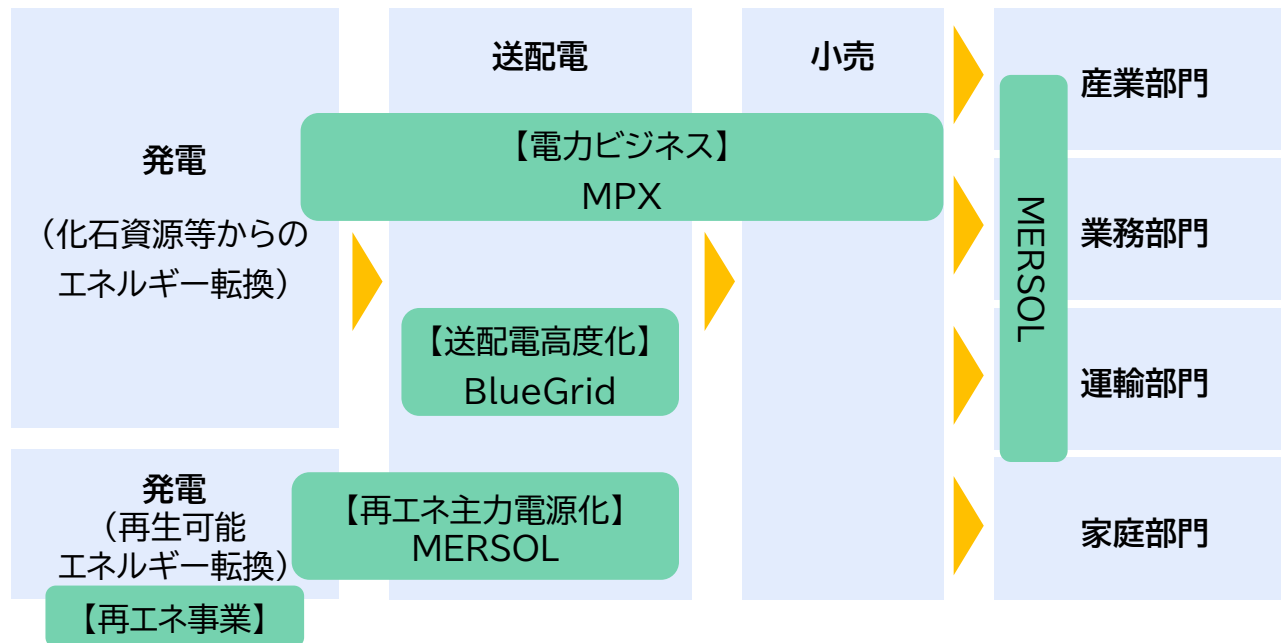 発電
（化石資源等からの
エネルギー転換）
発電
（再生可能
エネルギー転換）
【再エネ事業】
送配電
【電力ビジネス】
MPX
【送配電高度化】
BlueGrid
【再エネ主力電源化】
MERSOL
小売
産業部門
業務部門
運輸部門
家庭部門
MERSOL